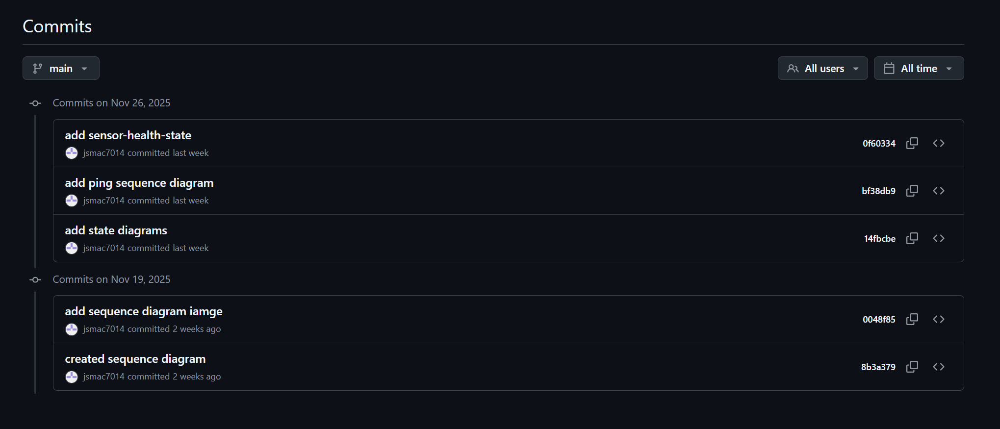 Commits
main
All users
All time
Commits on Nov 26, 2025
add sensor-health-state
0f60334
jsmac7014 committed last week
add ping sequence diagram
bf38db9
jsmac7014 committed last week
add state diagrams
14fbcbe
jsmac7014 committed last week
Commits on Nov 19, 2025
add sequence diagram iamge
0048f85
jsmac7014 committed 2 weeks ago
created sequence diagram
8b3a379
jsmac7014 committed 2 weeks ago